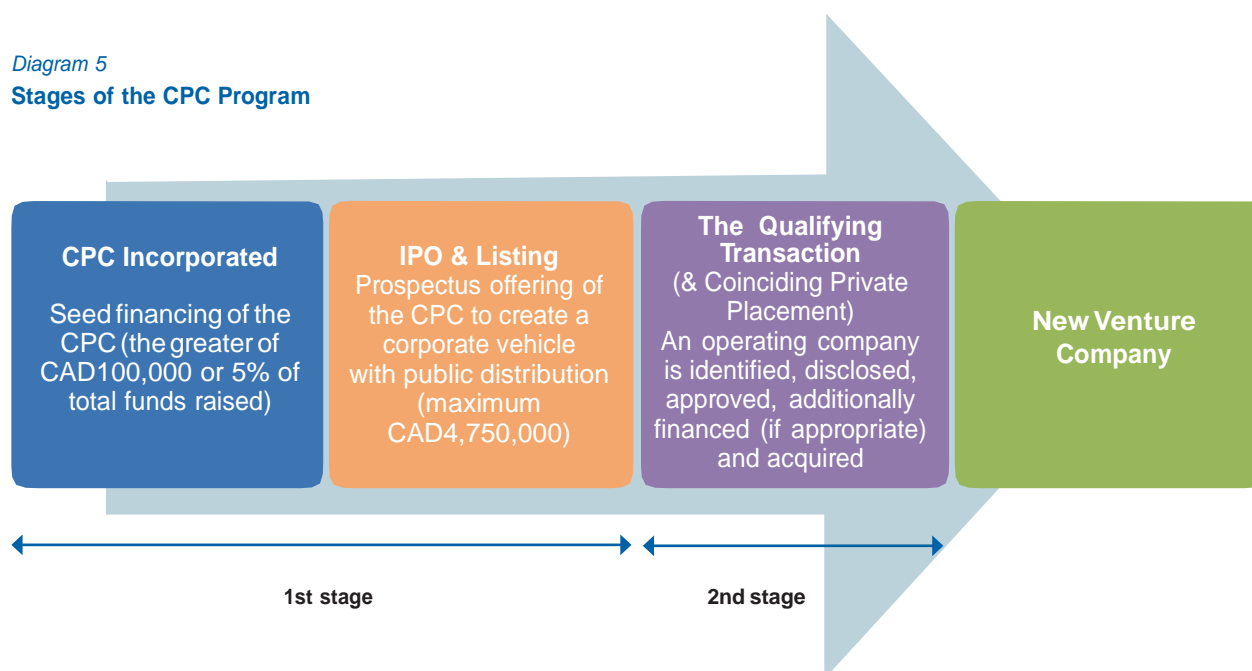 Diagram 5
Stages of the CPC Program
CPC Incorporated
Seed financing of the
CPC (the greater of
CAD100,000 or 5% of
total funds raised)
IPO & Listing
Prospectus offering of
the CPC to create a
corporate vehicle
with public distribution
(maximum
CAD4,750,000)
The Qualifying
Transaction
(& Coinciding Private
Placement)
An operating company
is identified, disclosed,
approved, additionally
financed (if appropriate)
and acquired
New Venture
Company
1st stage
2nd stage